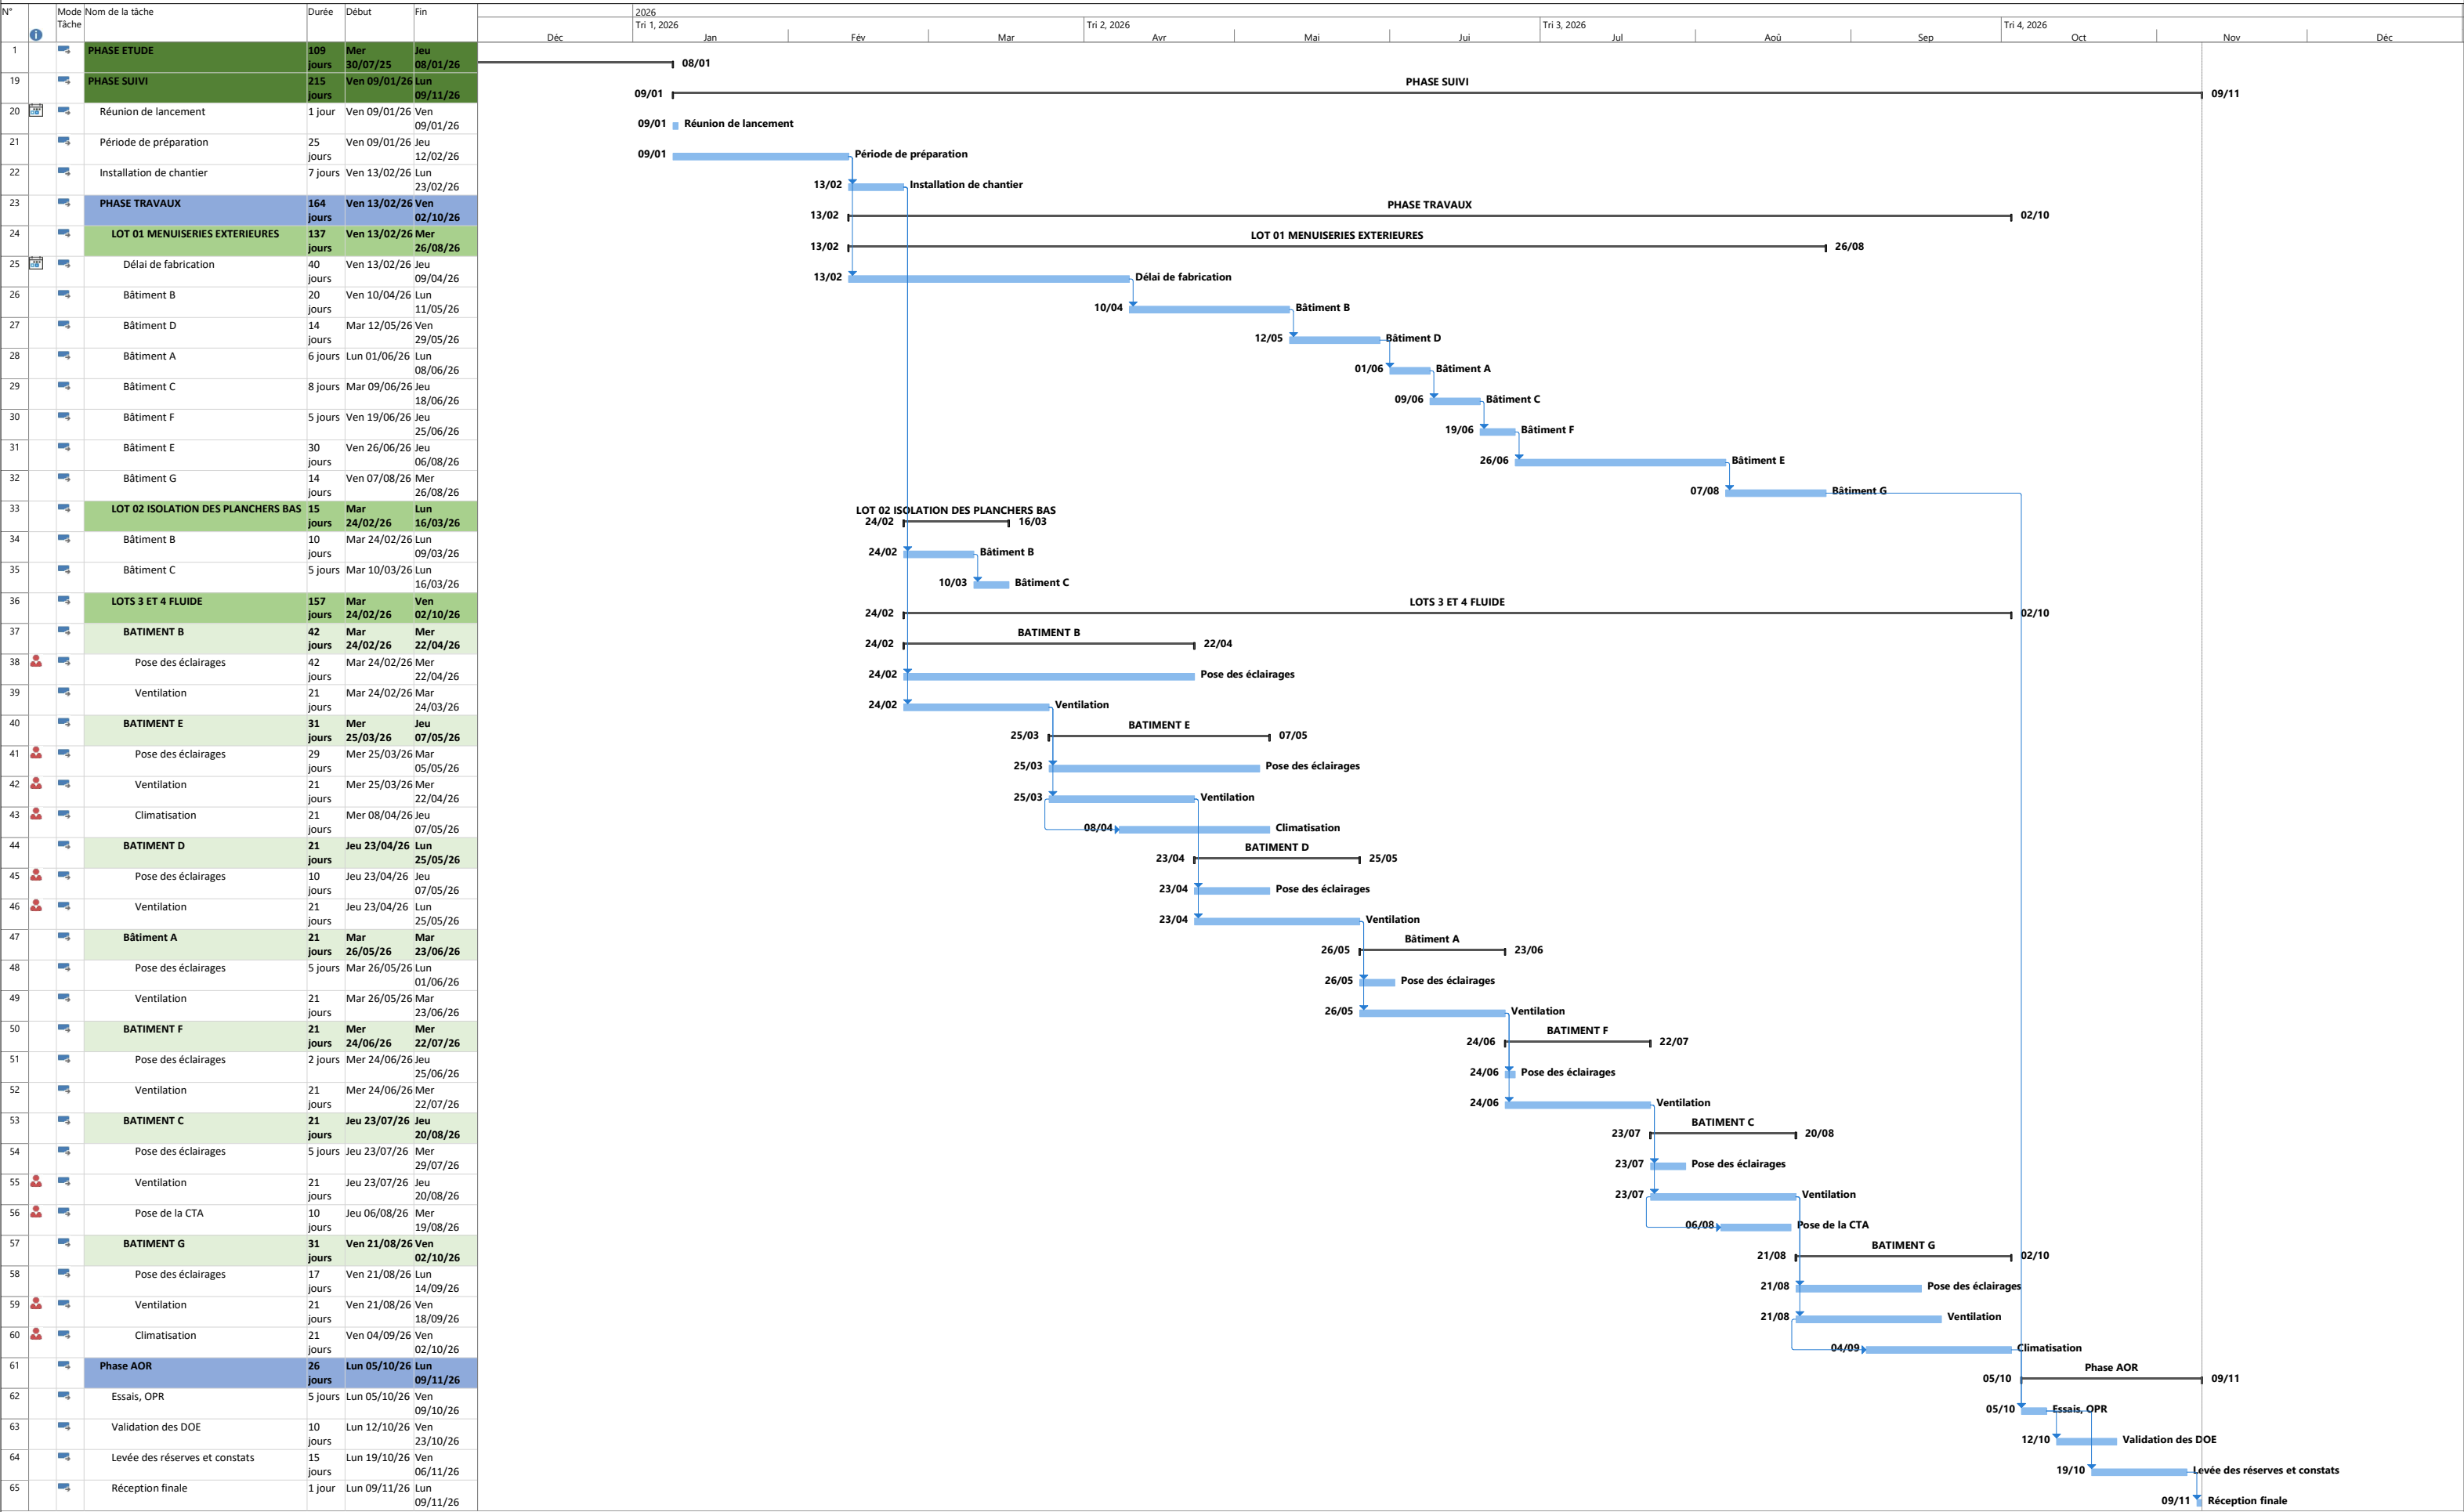 N° Mode Tâche Nom de la tâche Durée Début Fin
2026
Tri 1, 2026 Tri 2, 2026 Tri 3, 2026 Tri 4, 2026
Déc Jan Fév Mar Avr Mai Jui Jul Aoû Sep Oct Nov Déc
1 PHASE ETUDE 109 jours Mer 30/07/25 Jeu 08/01/26 08/01
19 PHASE SUIVI 215 jours Ven 09/01/26 Lun 09/11/26 09/01 PHASE SUIVI 09/11
20 Réunion de lancement 1 jour Ven 09/01/26 Ven 09/01/26 09/01 Réunion de lancement
21 Période de préparation 25 jours Ven 09/01/26 Jeu 12/02/26 09/01 Période de préparation
22 Installation de chantier 7 jours Ven 13/02/26 Lun 23/02/26 13/02 Installation de chantier
23 PHASE TRAVAUX 164 jours Ven 13/02/26 Ven 02/10/26 13/02 PHASE TRAVAUX 02/10
24 LOT 01 MENUISERIES EXTERIEURES 137 jours Ven 13/02/26 Mer 26/08/26 13/02 LOT 01 MENUISERIES EXTERIEURES 26/08
25 Délai de fabrication 40 jours Ven 13/02/26 Jeu 09/04/26 13/02 Délai de fabrication
26 Bâtiment B 20 jours Ven 10/04/26 Lun 11/05/26 10/04 Bâtiment B
27 Bâtiment D 14 jours Mar 12/05/26 Ven 29/05/26 12/05 Bâtiment D
28 Bâtiment A 6 jours Lun 01/06/26 Lun 08/06/26 01/06 Bâtiment A
29 Bâtiment C 8 jours Mar 09/06/26 Jeu 18/06/26 09/06 Bâtiment C
30 Bâtiment F 5 jours Ven 19/06/26 Jeu 25/06/26 19/06 Bâtiment F
31 Bâtiment E 30 jours Ven 26/06/26 Jeu 06/08/26 26/06 Bâtiment E
32 Bâtiment G 14 jours Ven 07/08/26 Mer 26/08/26 07/08 Bâtiment G
33 LOT 02 ISOLATION DES PLANCHERS BAS 15 jours Mar 24/02/26 Lun 16/03/26 LOT 02 ISOLATION DES PLANCHERS BAS 24/02 16/03
34 Bâtiment B 10 jours Mar 24/02/26 Lun 09/03/26 24/02 Bâtiment B
35 Bâtiment C 5 jours Mar 10/03/26 Lun 16/03/26 10/03 Bâtiment C
36 LOTS 3 ET 4 FLUIDE 157 jours Mar 24/02/26 Ven 02/10/26 24/02 LOTS 3 ET 4 FLUIDE 02/10
37 BATIMENT B 42 jours Mar 24/02/26 Mer 22/04/26 24/02 BATIMENT B 22/04
38 Pose des éclairages 42 jours Mar 24/02/26 Mer 22/04/26 24/02 Pose des éclairages
39 Ventilation 21 jours Mar 24/02/26 Mar 24/03/26 24/02 Ventilation
40 BATIMENT E 31 jours Mer 25/03/26 Jeu 07/05/26 25/03 BATIMENT E 07/05
41 Pose des éclairages 29 jours Mer 25/03/26 Mar 05/05/26 25/03 Pose des éclairages
42 Ventilation 21 jours Mer 25/03/26 Mer 22/04/26 25/03 Ventilation
43 Climatisation 21 jours Mer 08/04/26 Jeu 07/05/26 08/04 Climatisation
44 BATIMENT D 21 jours Jeu 23/04/26 Lun 25/05/26 23/04 BATIMENT D 25/05
45 Pose des éclairages 10 jours Jeu 23/04/26 Jeu 07/05/26 23/04 Pose des éclairages
46 Ventilation 21 jours Jeu 23/04/26 Lun 25/05/26 23/04 Ventilation
47 Bâtiment A 21 jours Mar 26/05/26 Mar 23/06/26 26/05 Bâtiment A 23/06
48 Pose des éclairages 5 jours Mar 26/05/26 Lun 01/06/26 26/05 Pose des éclairages
49 Ventilation 21 jours Mar 26/05/26 Mar 23/06/26 26/05 Ventilation
50 BATIMENT F 21 jours Mer 24/06/26 Mer 22/07/26 24/06 BATIMENT F 22/07
51 Pose des éclairages 2 jours Mer 24/06/26 Jeu 25/06/26 24/06 Pose des éclairages
52 Ventilation 21 jours Mer 24/06/26 Mer 22/07/26 24/06 Ventilation
53 BATIMENT C 21 jours Jeu 23/07/26 Jeu 20/08/26 23/07 BATIMENT C 20/08
54 Pose des éclairages 5 jours Jeu 23/07/26 Mer 29/07/26 23/07 Pose des éclairages
55 Ventilation 21 jours Jeu 23/07/26 Jeu 20/08/26 23/07 Ventilation
56 Pose de la CTA 10 jours Jeu 06/08/26 Mer 19/08/26 06/08 Pose de la CTA
57 BATIMENT G 31 jours Ven 21/08/26 Ven 02/10/26 21/08 BATIMENT G 02/10
58 Pose des éclairages 17 jours Ven 21/08/26 Lun 14/09/26 21/08 Pose des éclairages
59 Ventilation 21 jours Ven 21/08/26 Ven 18/09/26 21/08 Ventilation
60 Climatisation 21 jours Ven 04/09/26 Ven 02/10/26 04/09 Climatisation
61 Phase AOR 26 jours Lun 05/10/26 Lun 09/11/26 05/10 Phase AOR 09/11
62 Essais, OPR 5 jours Lun 05/10/26 Ven 09/10/26 05/10 Essais, OPR
63 Validation des DOE 10 jours Lun 12/10/26 Ven 23/10/26 12/10 Validation des DOE
64 Levée des réserves et constats 15 jours Lun 19/10/26 Ven 06/11/26 19/10 Levée des réserves et constats
65 Réception finale 1 jour Lun 09/11/26 Lun 09/11/26 09/11 Réception finale